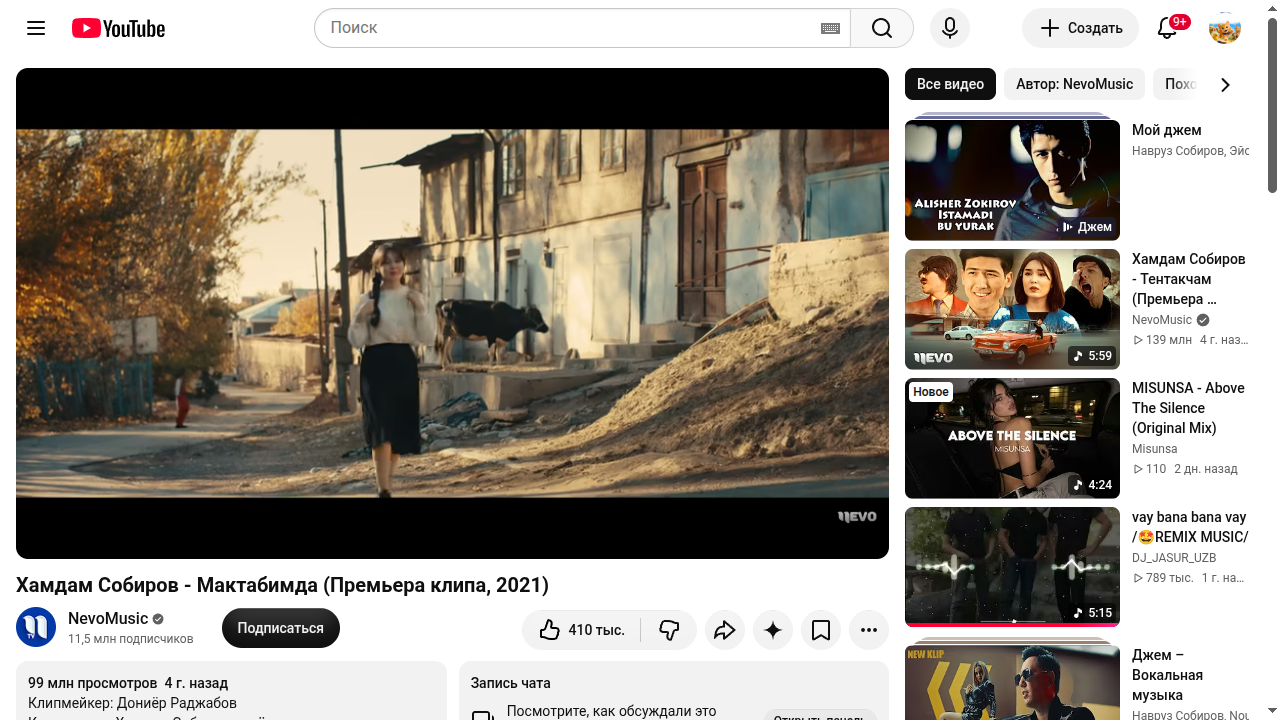 YouTube
Поиск
Создать
9+
Все видео
Автор: NevoMusic
NEVO
Хамдам Собиров - Мактабимда (Премьера клипа, 2021)
NevoMusic
11,5 млн подписчиков
Подписаться
410 тыс.
99 млн просмотров 4 г. назад
Клипмейкер: Дониёр Раджабов
Запись чата
Посмотрите, как обсуждали это
Открыть панель
ALISHER ZOKIROV
ISTAMADI
BU YURAK
Джем
Мой джем
Навруз Собиров,
NEVO
5:59
Хамдам Собиров
- Тентакчам
(Премьера ...
NevoMusic
139 млн 4 г. наз...
Новое
ABOVE THE SILENCE
MISUNSA
4:24
MISUNSA - Above
The Silence
(Original Mix)
Misunsa
110 2 дн. назад
5:15
vay bana bana vay
/🤩REMIX MUSIC/
DJ_JASUR_UZB
789 тыс. 1 г. на...
NEW KLIP
Джем –
Вокальная
музыка
Навруз Собиров,